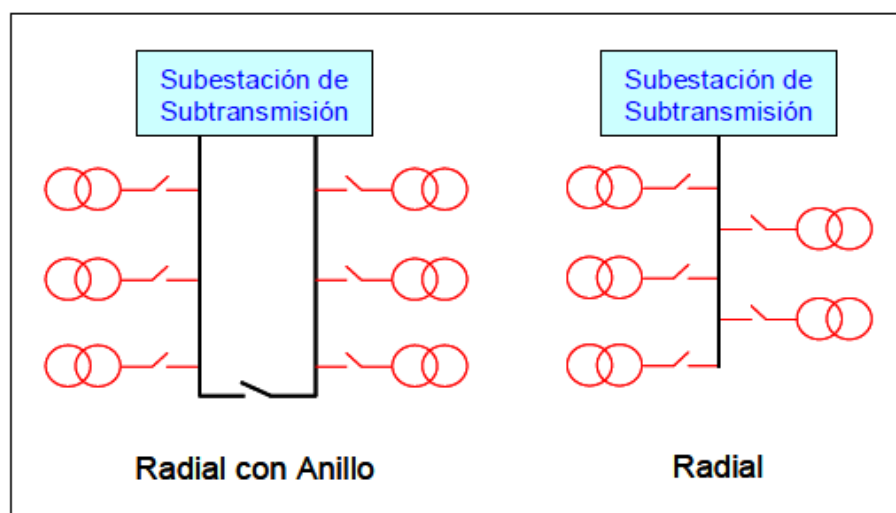 Subestación de
Subtransmisión
Subestación de
Subtransmisión
Radial con Anillo
Radial